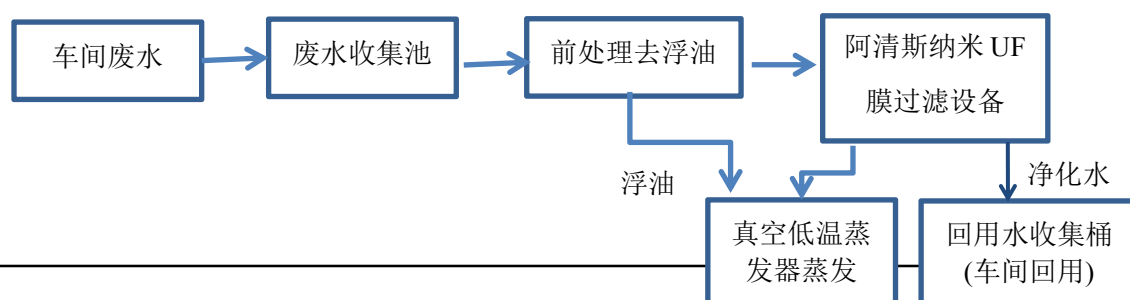 车间废水
废水收集池
前处理去浮油
阿清斯纳米 UF
膜过滤设备
浮油
净化水
真空低温蒸
发器蒸发
回用水收集桶
(车间回用)